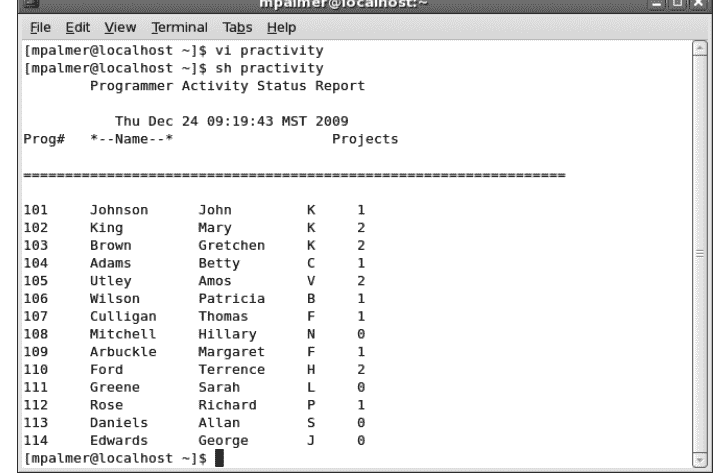 mpalmer@localhost:~
File Edit View Terminal Tabs Help
[mpalmer@localhost ~]$ vi practivity
[mpalmer@localhost ~]$ sh practivity
Programmer Activity Status Report
Thu Dec 24 09:19:43 MST 2009
Prog# *--Name--* Projects
=================================================================
101 Johnson John K 1
102 King Mary K 2
103 Brown Gretchen K 2
104 Adams Betty C 1
105 Utley Amos V 2
106 Wilson Patricia B 1
107 Culligan Thomas F 1
108 Mitchell Hillary N 0
109 Arbuckle Margaret F 1
110 Ford Terrence H 2
111 Greene Sarah L 0
112 Rose Richard P 1
113 Daniels Allan S 0
114 Edwards George J 0
[mpalmer@localhost ~]$